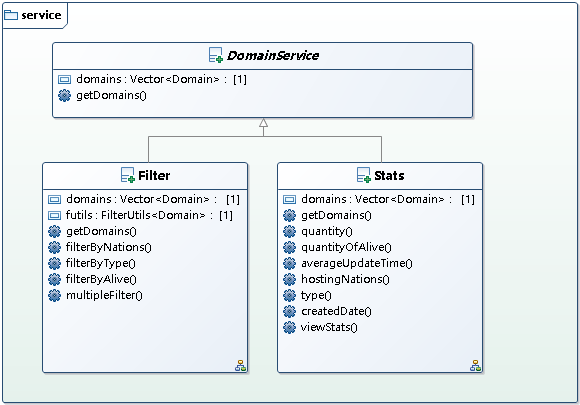 service
DomainService
domains : Vector<Domain> : [1]
getDomains()
Filter
domains : Vector<Domain> : [1]
futils : FilterUtils<Domain> : [1]
getDomains()
filterByNations()
filterByType()
filterByAlive()
multipleFilter()
Stats
domains : Vector<Domain> : [1]
getDomains()
quantity()
quantityOfAlive()
averageUpdateTime()
hostingNations()
type()
createdDate()
viewStats()